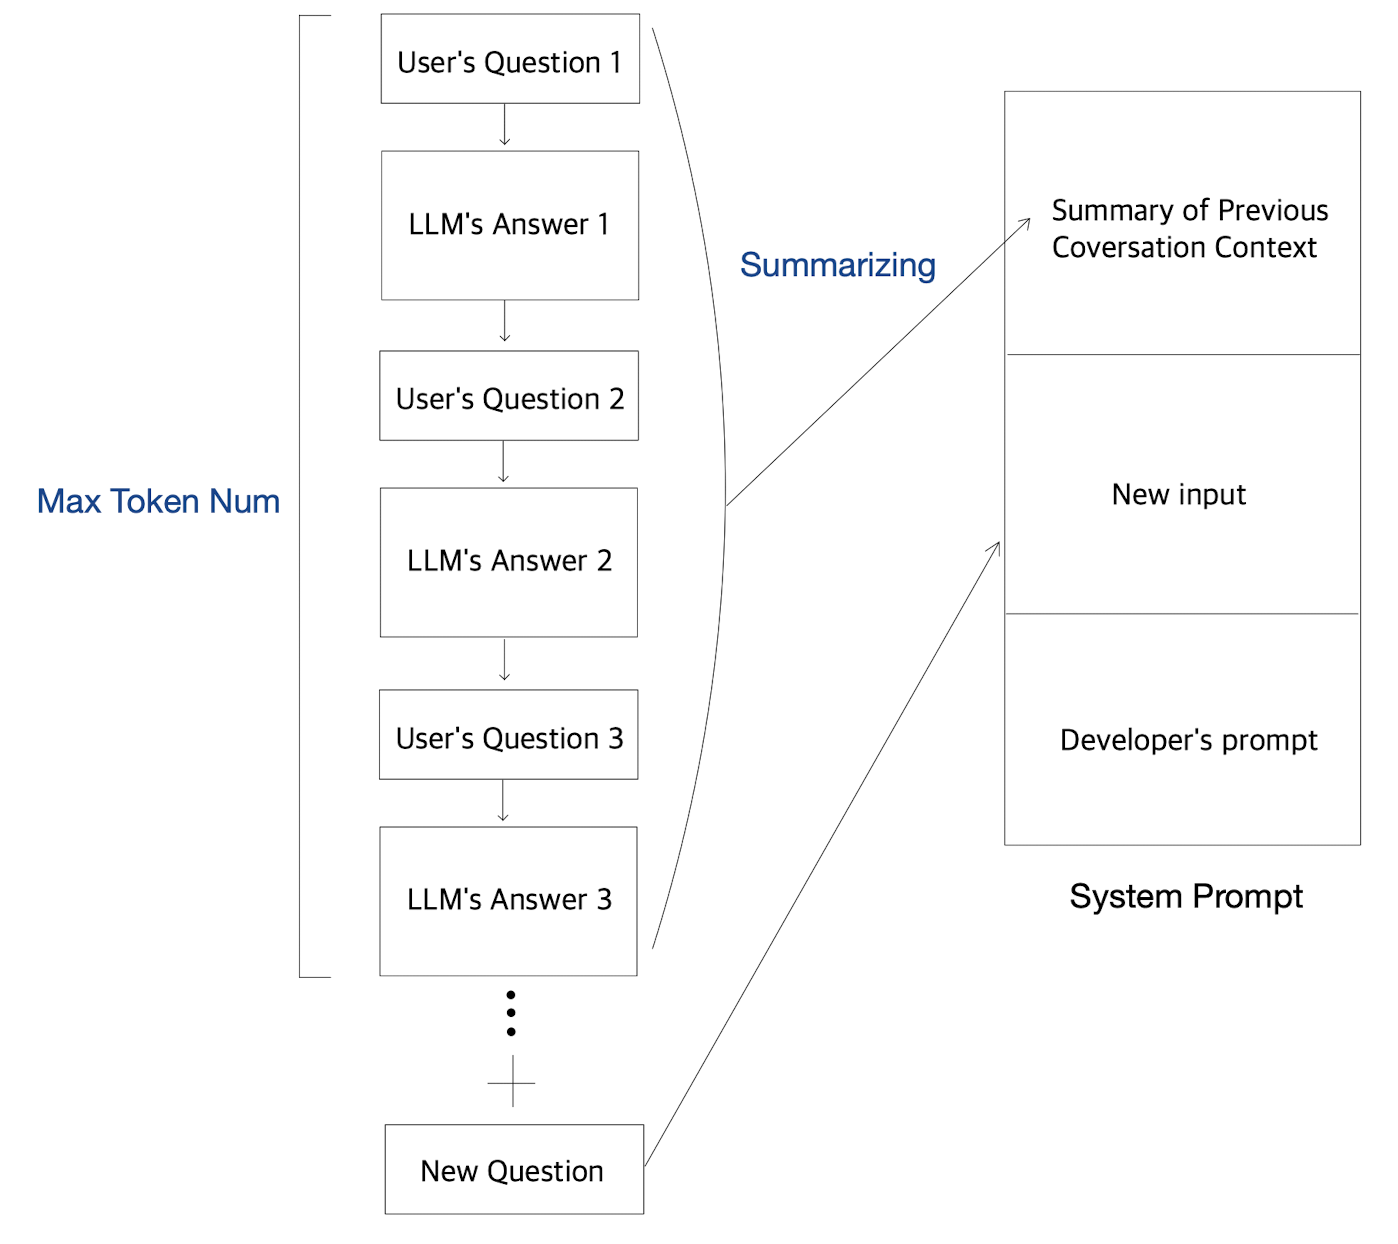 User's Question 1
LLM's Answer 1
User's Question 2
LLM's Answer 2
User's Question 3
LLM's Answer 3
New Question
Max Token Num
Summarizing
Summary of Previous
Coversation Context
New input
Developer's prompt
System Prompt